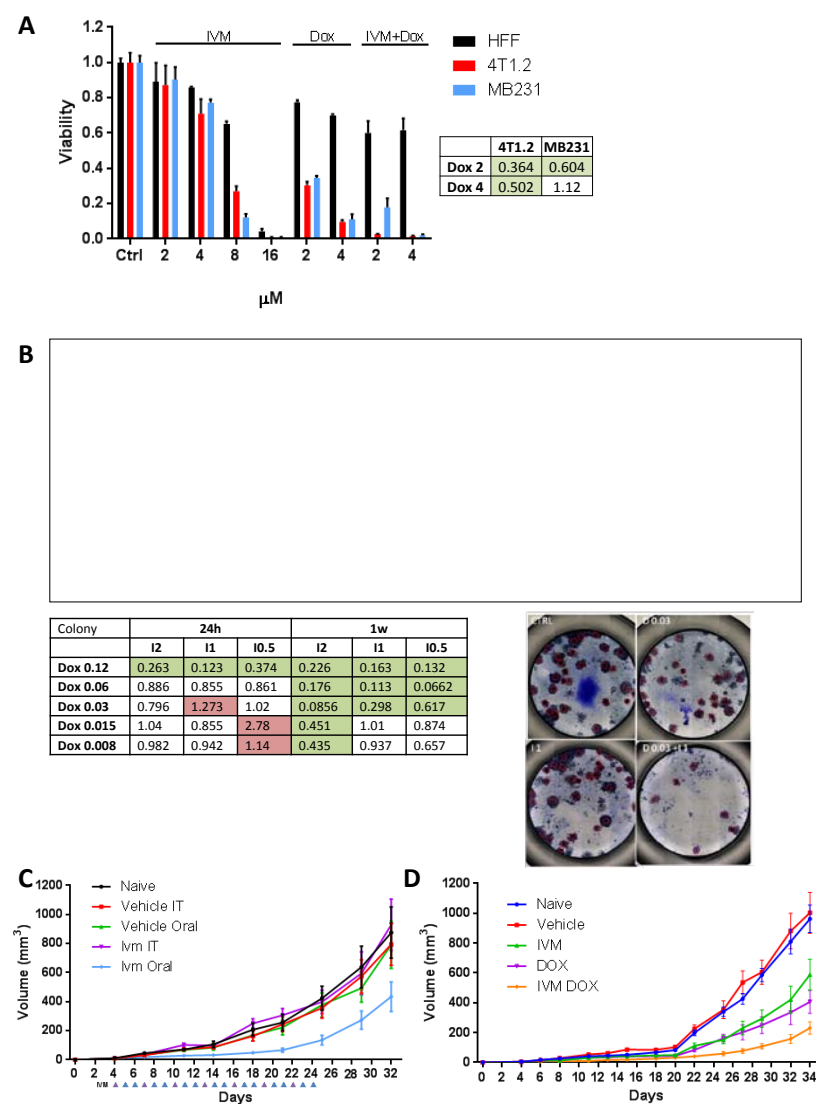 A
IVM Dox IVM+Dox
HFF
4T1.2
MB231
1.2
1.0
0.8
0.6
0.4
0.2
0.0
Viability
Ctrl 2 4 8 16 2 4 2 4
μM
4T1.2 MB231
Dox 2 0.364 0.604
Dox 4 0.502 1.12
B
Colony 24h 1w
I2 I1 I0.5 I2 I1 I0.5
Dox 0.12 0.263 0.123 0.374 0.226 0.163 0.132
Dox 0.06 0.886 0.855 0.861 0.176 0.113 0.0662
Dox 0.03 0.796 1.273 1.02 0.0856 0.298 0.617
Dox 0.015 1.04 0.855 2.78 0.451 1.01 0.874
Dox 0.008 0.982 0.942 1.14 0.435 0.937 0.657
CTRL D 0.03
I 1 D 0.03 +I 1
C
1200
1000
800
600
400
200
0
Volume (mm³)
Naive
Vehicle IT
Vehicle Oral
Ivm IT
Ivm Oral
0 2 4 6 8 10 12 14 16 18 20 22 24 26 28 30 32
IVM
Days
D
1200
1000
800
600
400
200
0
Volume (mm³)
Naive
Vehicle
IVM
DOX
IVM DOX
0 2 4 6 8 10 12 14 16 18 20 22 24 26 28 30 32 34
Days